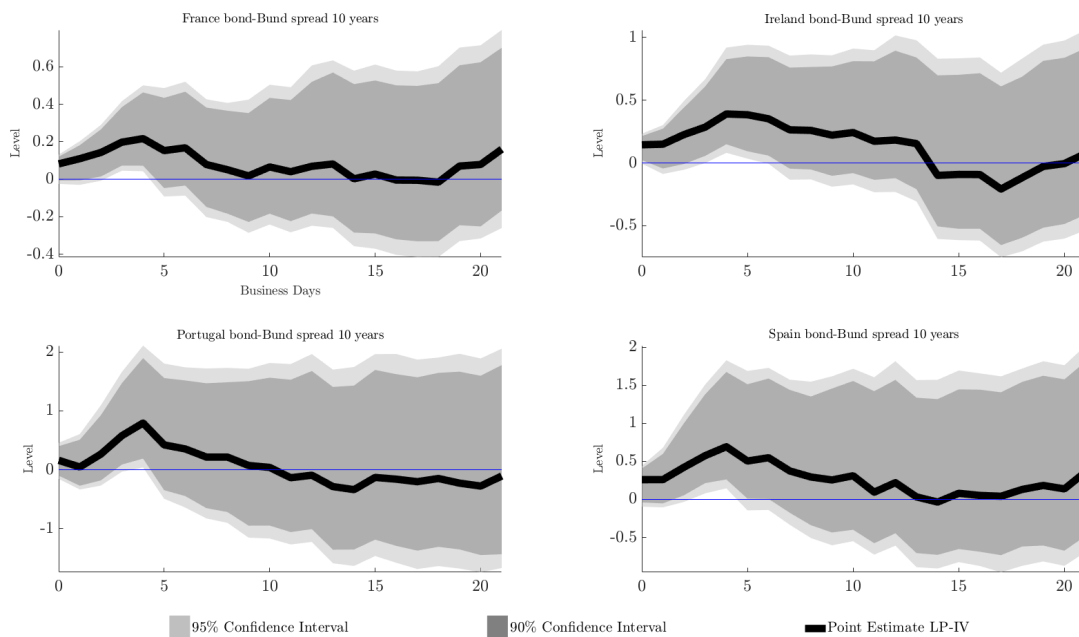 France bond-Bund spread 10 years
Level
0.6
0.4
0.2
0
-0.2
-0.4
0 5 10 15 20
Business Days
Ireland bond-Bund spread 10 years
Level
1
0.5
0
-0.5
0 5 10 15 20
Portugal bond-Bund spread 10 years
Level
2
1
0
-1
0 5 10 15 20
Spain bond-Bund spread 10 years
Level
2
1.5
1
0.5
0
-0.5
0 5 10 15 20
95% Confidence Interval 90% Confidence Interval Point Estimate LP-IV